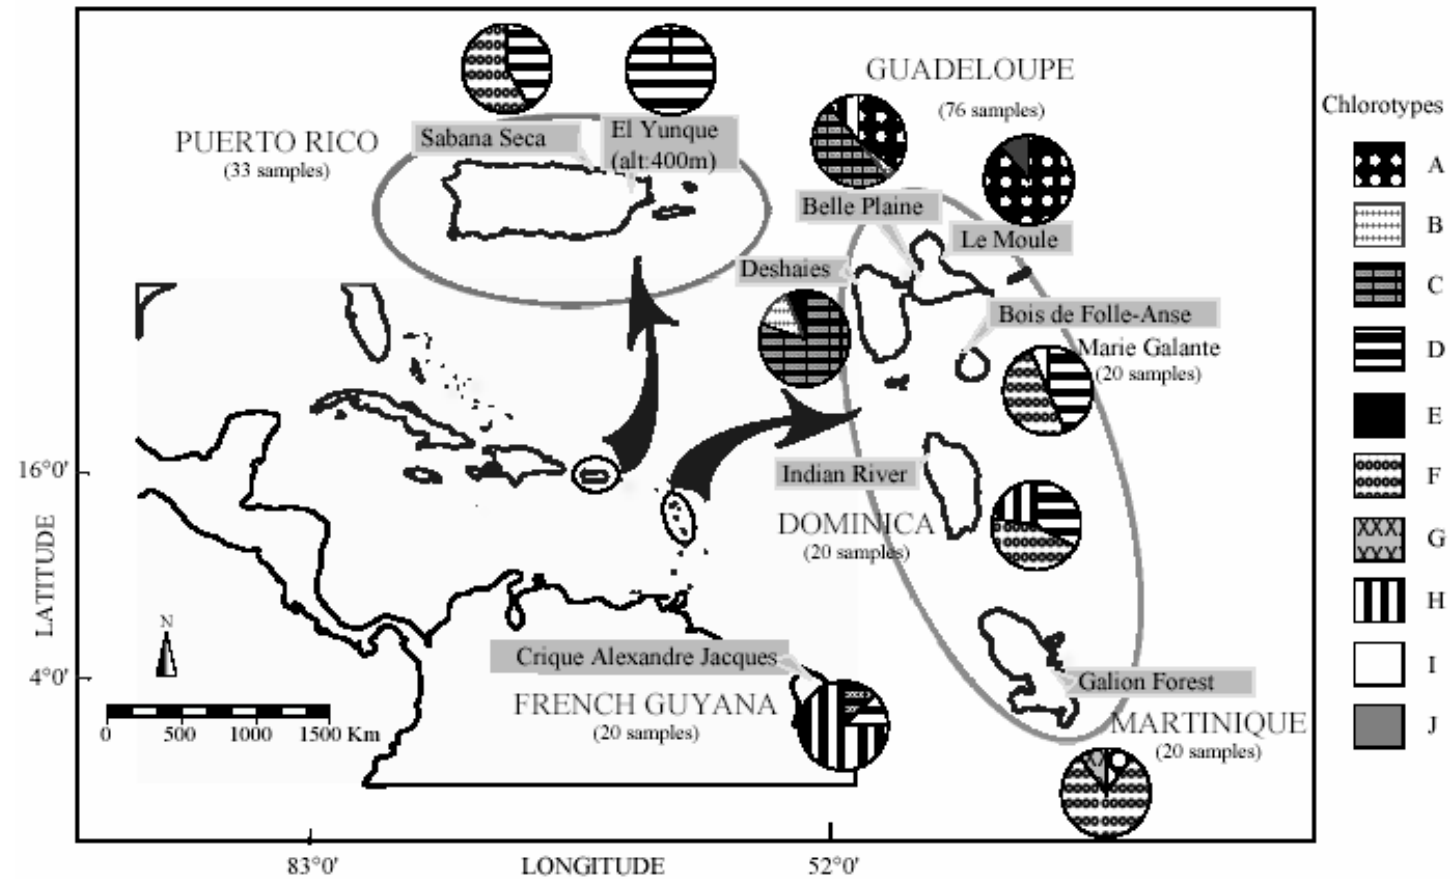 GUADELOUPE
(76 samples)
Chlorotypes
PUERTO RICO
(33 samples)
Sabana Seca
El Yunque
(alt:400m)
A
Belle Plaine
B
Le Moule
Deshaies
C
Bois de Folle-Anse
Marie Galante
(20 samples)
D
E
16°0'
Indian River
F
DOMINICA
(20 samples)
G
LATITUDE
N
H
Crique Alexandre Jacques
4°0'
FRENCH GUYANA
(20 samples)
Galion Forest
I
MARTINIQUE
(20 samples)
J
0 500 1000 1500 Km
83°0' LONGITUDE 52°0'